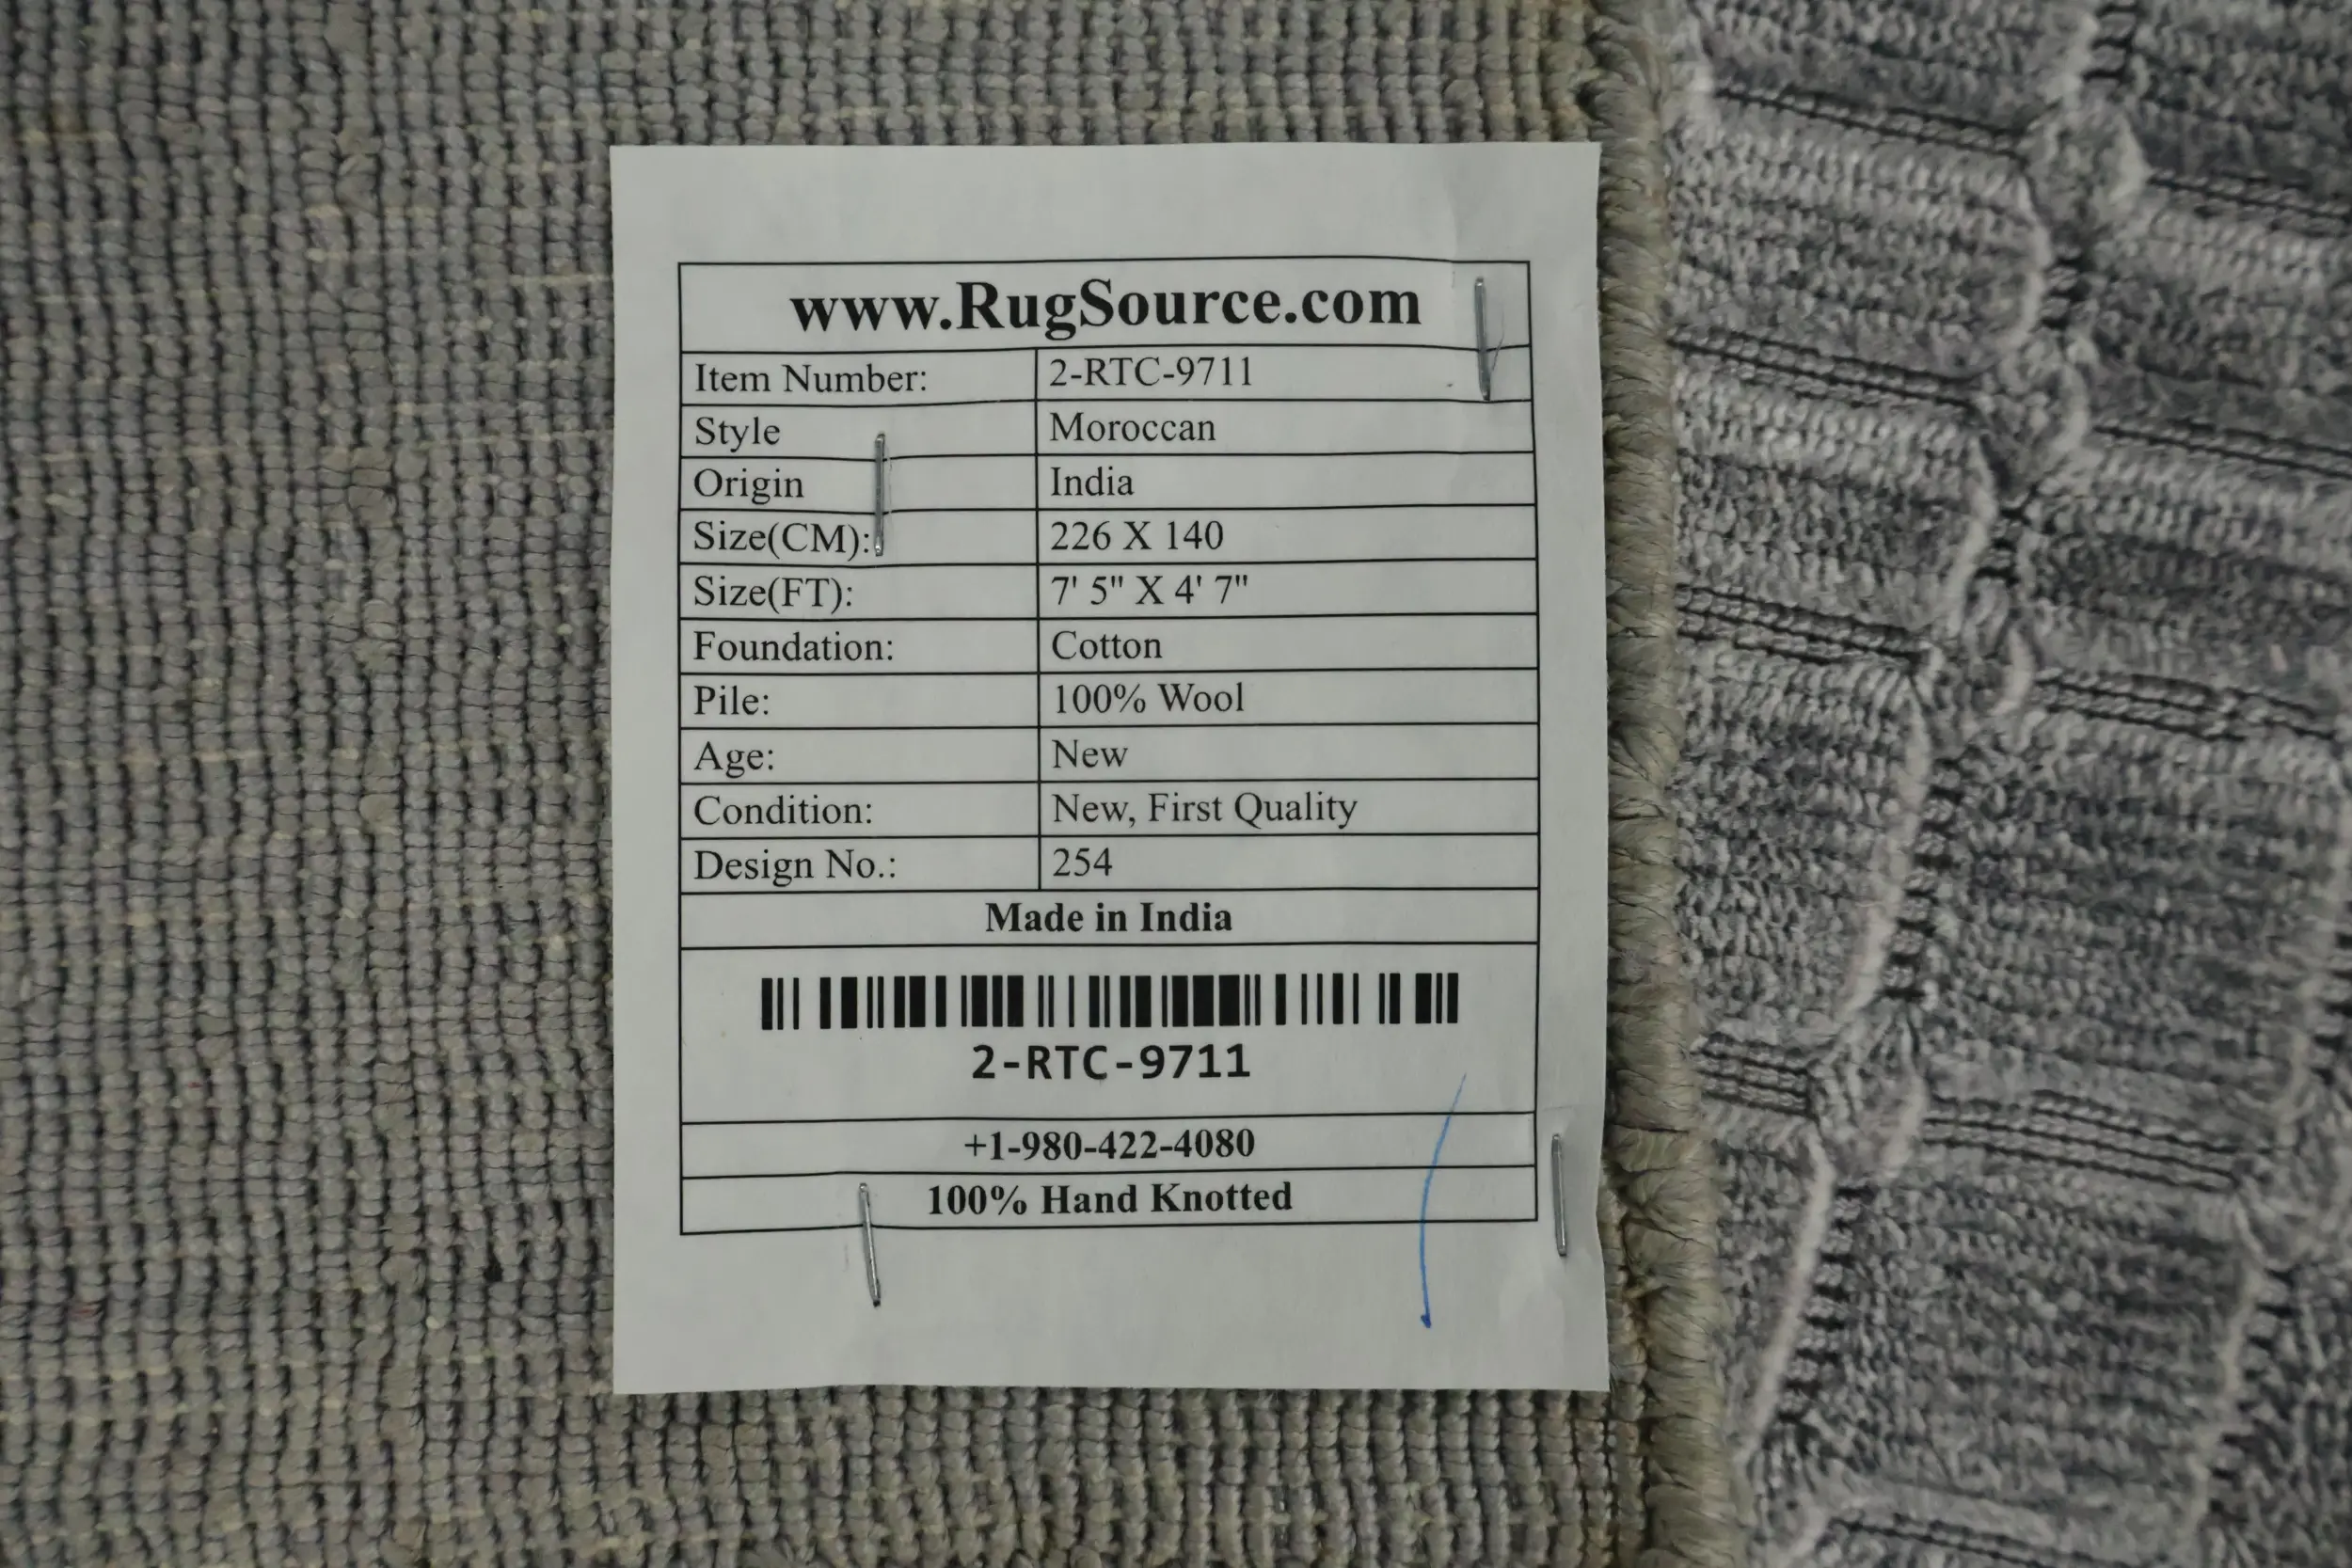 www.RugSource.com
Item Number: 2-RTC-9711
Style Moroccan
Origin India
Size(CM): 226 X 140
Size(FT): 7' 5" X 4' 7"
Foundation: Cotton
Pile: 100% Wool
Age: New
Condition: New, First Quality
Design No.: 254
Made in India
2-RTC-9711
+1-980-422-4080
100% Hand Knotted